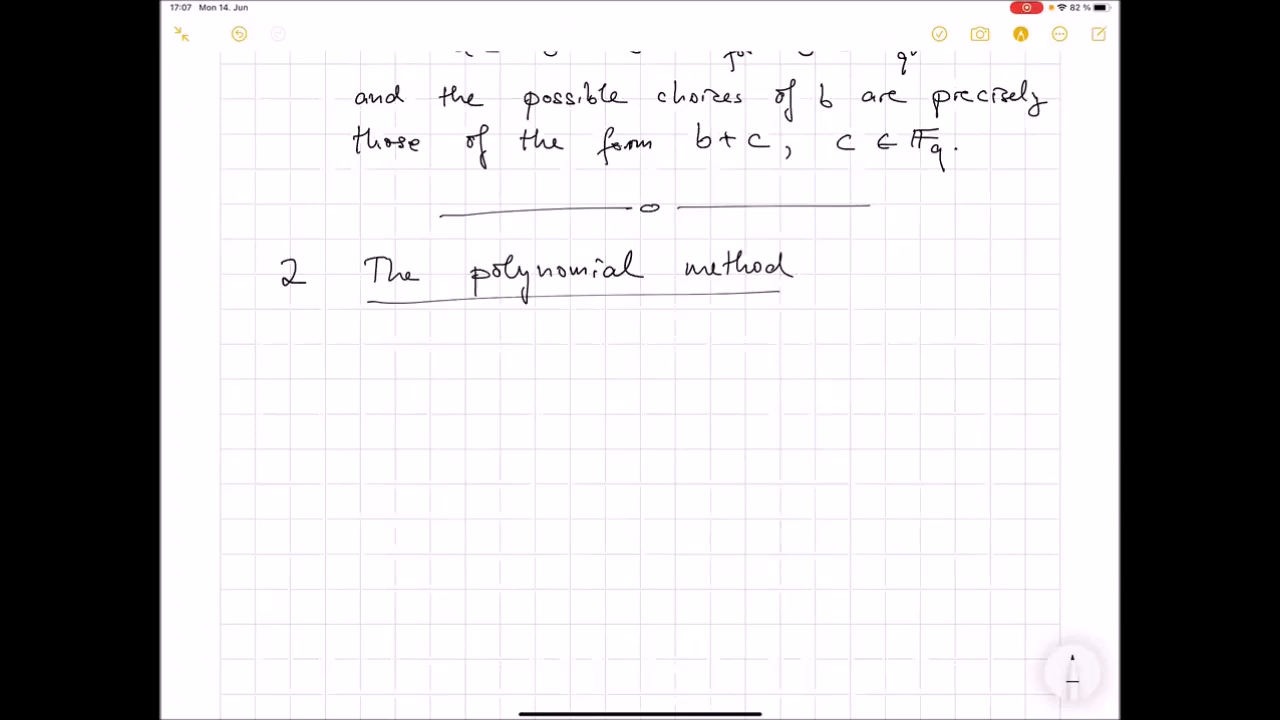 17:07 Mon 14. Jun
82 %
for
and the possible choices of b are precisely
those of the form b + c, c ∈ 𝔽q.
2 The polynomial method